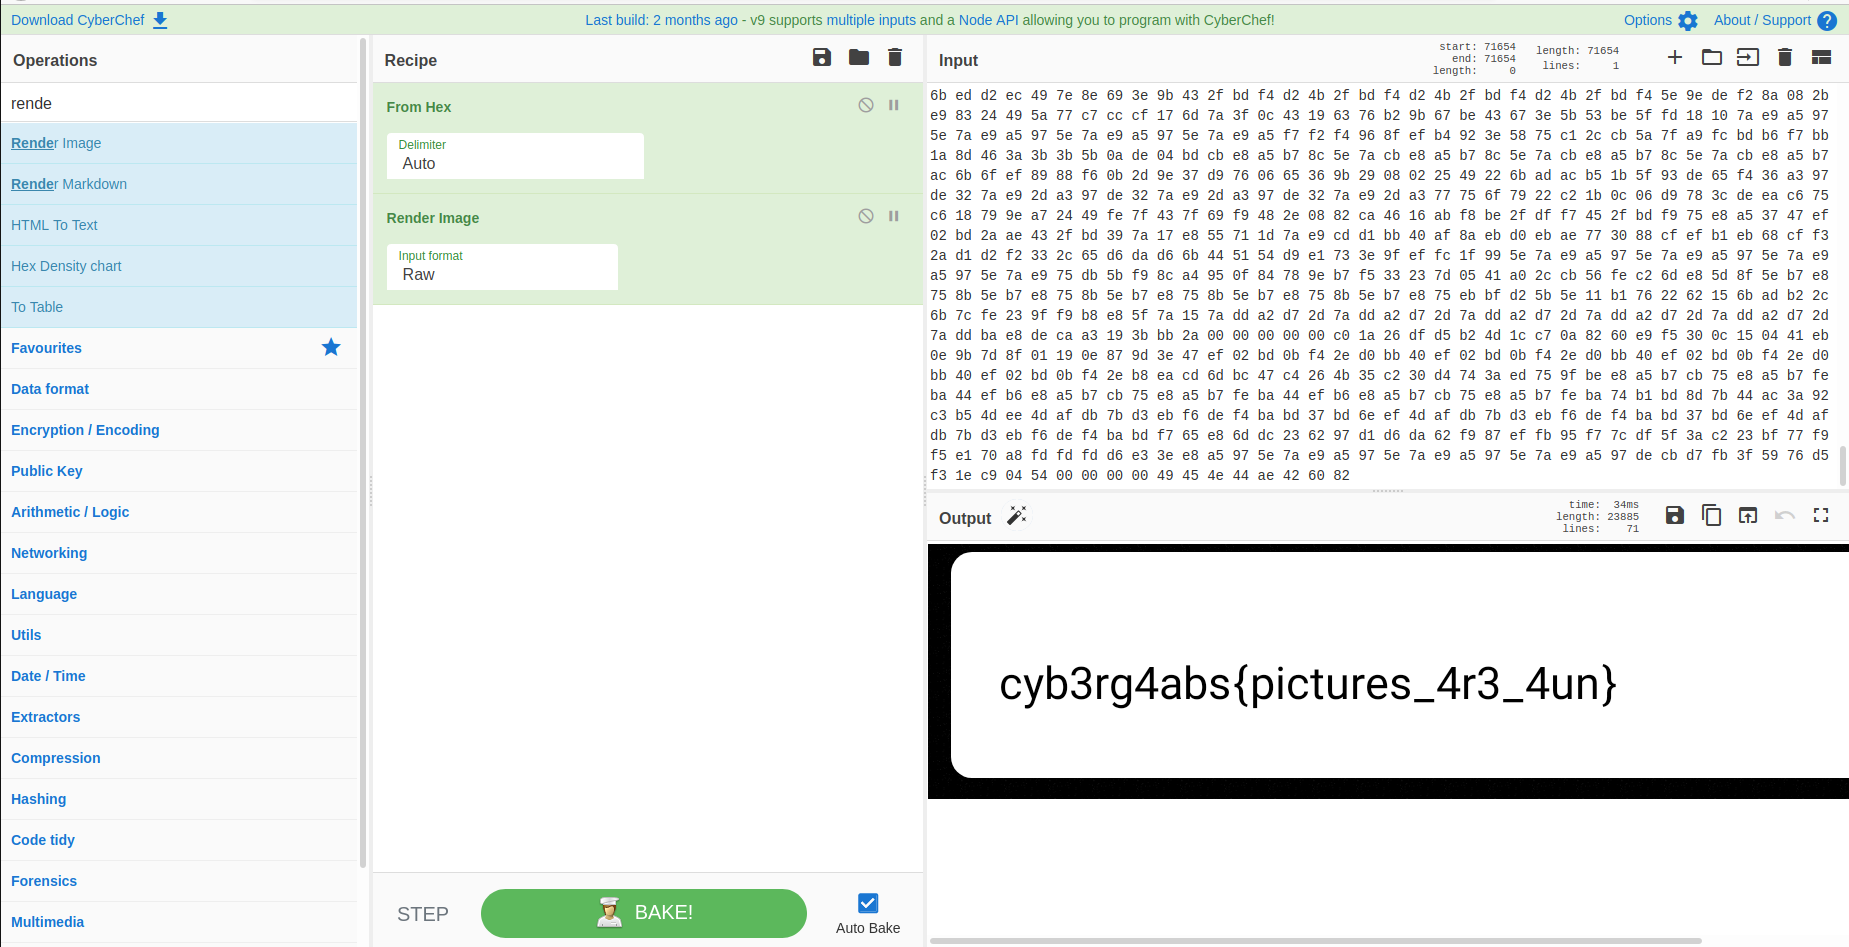 Download CyberChef
Last build: 2 months ago - v9 supports multiple inputs and a Node API allowing you to program with CyberChef!
Options
About / Support
Operations
rende
Render Image
Render Markdown
HTML To Text
Hex Density chart
To Table
Favourites
Data format
Encryption / Encoding
Public Key
Arithmetic / Logic
Networking
Language
Utils
Date / Time
Extractors
Compression
Hashing
Code tidy
Forensics
Multimedia
Recipe
From Hex
Delimiter
Auto
Render Image
Input format
Raw
STEP
BAKE!
Auto Bake
Input
start: 71654
end: 71654
length: 0
length: 71654
lines: 1
6b ed d2 ec 49 7e 8e 69 3e 9b 43 2f bd f4 d2 4b 2f bd f4 d2 4b 2f bd f4 d2 4b 2f bd f4 5e 9e de f2 8a 08 2b
e9 83 24 49 5a 77 c7 cc cf 17 6d 7a 3f 0c 43 19 63 76 b2 9b 67 be 43 67 3e 5b 53 be 5f fd 18 10 7a e9 a5 97
5e 7a e9 a5 97 5e 7a e9 a5 97 5e 7a e9 a5 f7 f2 f4 96 8f ef b4 92 3e 58 75 c1 2c cb 5a 7f a9 fc bd b6 f7 bb
1a 8d 46 3a 3b 3b 5b 0a de 04 bd cb e8 a5 b7 8c 5e 7a cb e8 a5 b7 8c 5e 7a cb e8 a5 b7 8c 5e 7a cb e8 a5 b7
ac 6b 6f ef 89 88 f6 0b 2d 9e 37 d9 76 06 65 36 9b 29 08 02 25 49 22 6b ad ac b5 1b 5f 93 de 65 f4 36 a3 97
de 32 7a e9 2d a3 97 de 32 7a e9 2d a3 97 de 32 7a e9 2d a3 97 de 32 7a e9 2d a3 77 75 6f 79 22 c2 1b 0c 06 d9 78 3c de ea c6 75
c6 18 79 9e a7 24 49 fe 7f 43 7f 69 f9 48 2e 08 82 ca 46 16 ab f8 be 2f df f7 45 2f bd f9 75 e8 a5 37 47 ef
02 bd 2a ae 43 2f bd 39 7a 17 e8 55 71 1d 7a e9 cd d1 bb 40 af 8a eb d0 eb ae 77 30 88 cf ef b1 eb 68 cf f3
2a d1 d2 f2 33 2c 65 d6 da d6 6b 44 51 54 d9 e1 73 3e 9f ef fc 1f 99 5e 7a e9 a5 97 5e 7a e9 a5 97 5e 7a e9
a5 97 5e 7a e9 75 db 5b f9 8c a4 95 0f 84 78 9e b7 f5 33 23 7d 05 41 a0 2c cb 56 fe c2 6d e8 5d 8f 5e b7 e8
75 8b 5e b7 e8 75 8b 5e b7 e8 75 8b 5e b7 e8 75 8b 5e b7 e8 75 eb bf d2 5b 5e 11 b1 76 22 62 15 6b ad b2 2c
6b 7c fe 23 9f f9 b8 e8 5f 7a 15 7a dd a2 d7 2d 7a dd a2 d7 2d 7a dd a2 d7 2d 7a dd a2 d7 2d 7a dd a2 d7 2d
7a dd ba e8 de ca a3 19 3b bb 2a 00 00 00 00 00 c0 1a 26 df d5 b2 4d 1c c7 0a 82 60 e9 f5 30 0c 15 04 41 eb
0e 9b 7d 8f 01 19 0e 87 9d 3e 47 ef 02 bd 0b f4 2e d0 bb 40 ef 02 bd 0b f4 2e d0 bb 40 ef 02 bd 0b f4 2e d0
bb 40 ef 02 bd 0b f4 2e b8 ea cd 6d bc 47 c4 26 4b 35 c2 30 d4 74 3a ed 75 9f be e8 a5 b7 cb 75 e8 a5 b7 fe
ba 44 ef b6 e8 a5 b7 cb 75 e8 a5 b7 fe ba 44 ef b6 e8 a5 b7 cb 75 e8 a5 b7 fe ba 74 b1 bd 8d 7b 44 ac 3a 92
c3 b5 4d ee 4d af db 7b d3 eb f6 de f4 ba bd 37 bd 6e ef 4d af db 7b d3 eb f6 de f4 ba bd 37 bd 6e ef 4d af
db 7b d3 eb f6 de f4 ba bd f7 65 e8 6d dc 23 62 97 d1 d6 da 62 f9 87 ef fb 95 f7 7c df 5f 3a c2 23 bf 77 f9
f5 e1 70 a8 fd fd fd d6 e3 3e e8 a5 97 5e 7a e9 a5 97 5e 7a e9 a5 97 5e 7a e9 a5 97 de cb d7 fb 3f 59 76 d5
f3 1e c9 04 54 00 00 00 00 49 45 4e 44 ae 42 60 82
Output
time: 34ms
length: 23885
lines: 71
cyb3rg4abs{pictures_4r3_4un}